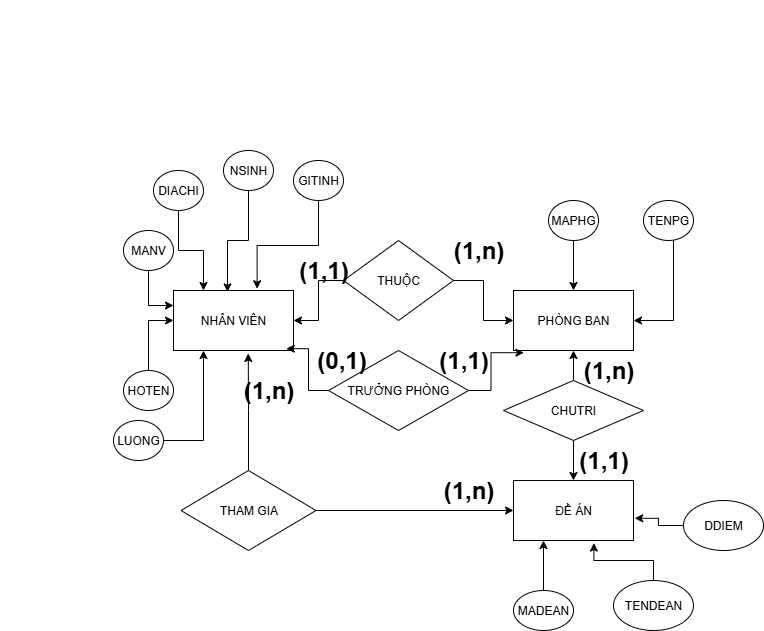 NSINH
DIACHI
GITINH
MANV
MAPHG
TENPG
(1,1)
THUỘC
(1,n)
NHÂN VIÊN
PHÒNG BAN
(0,1)
TRƯỞNG PHÒNG
(1,1)
(1,n)
HOTEN
(1,n)
CHUTRI
LUONG
(1,1)
(1,n)
THAM GIA
ĐỀ ÁN
DDIEM
MADEAN
TENDEAN